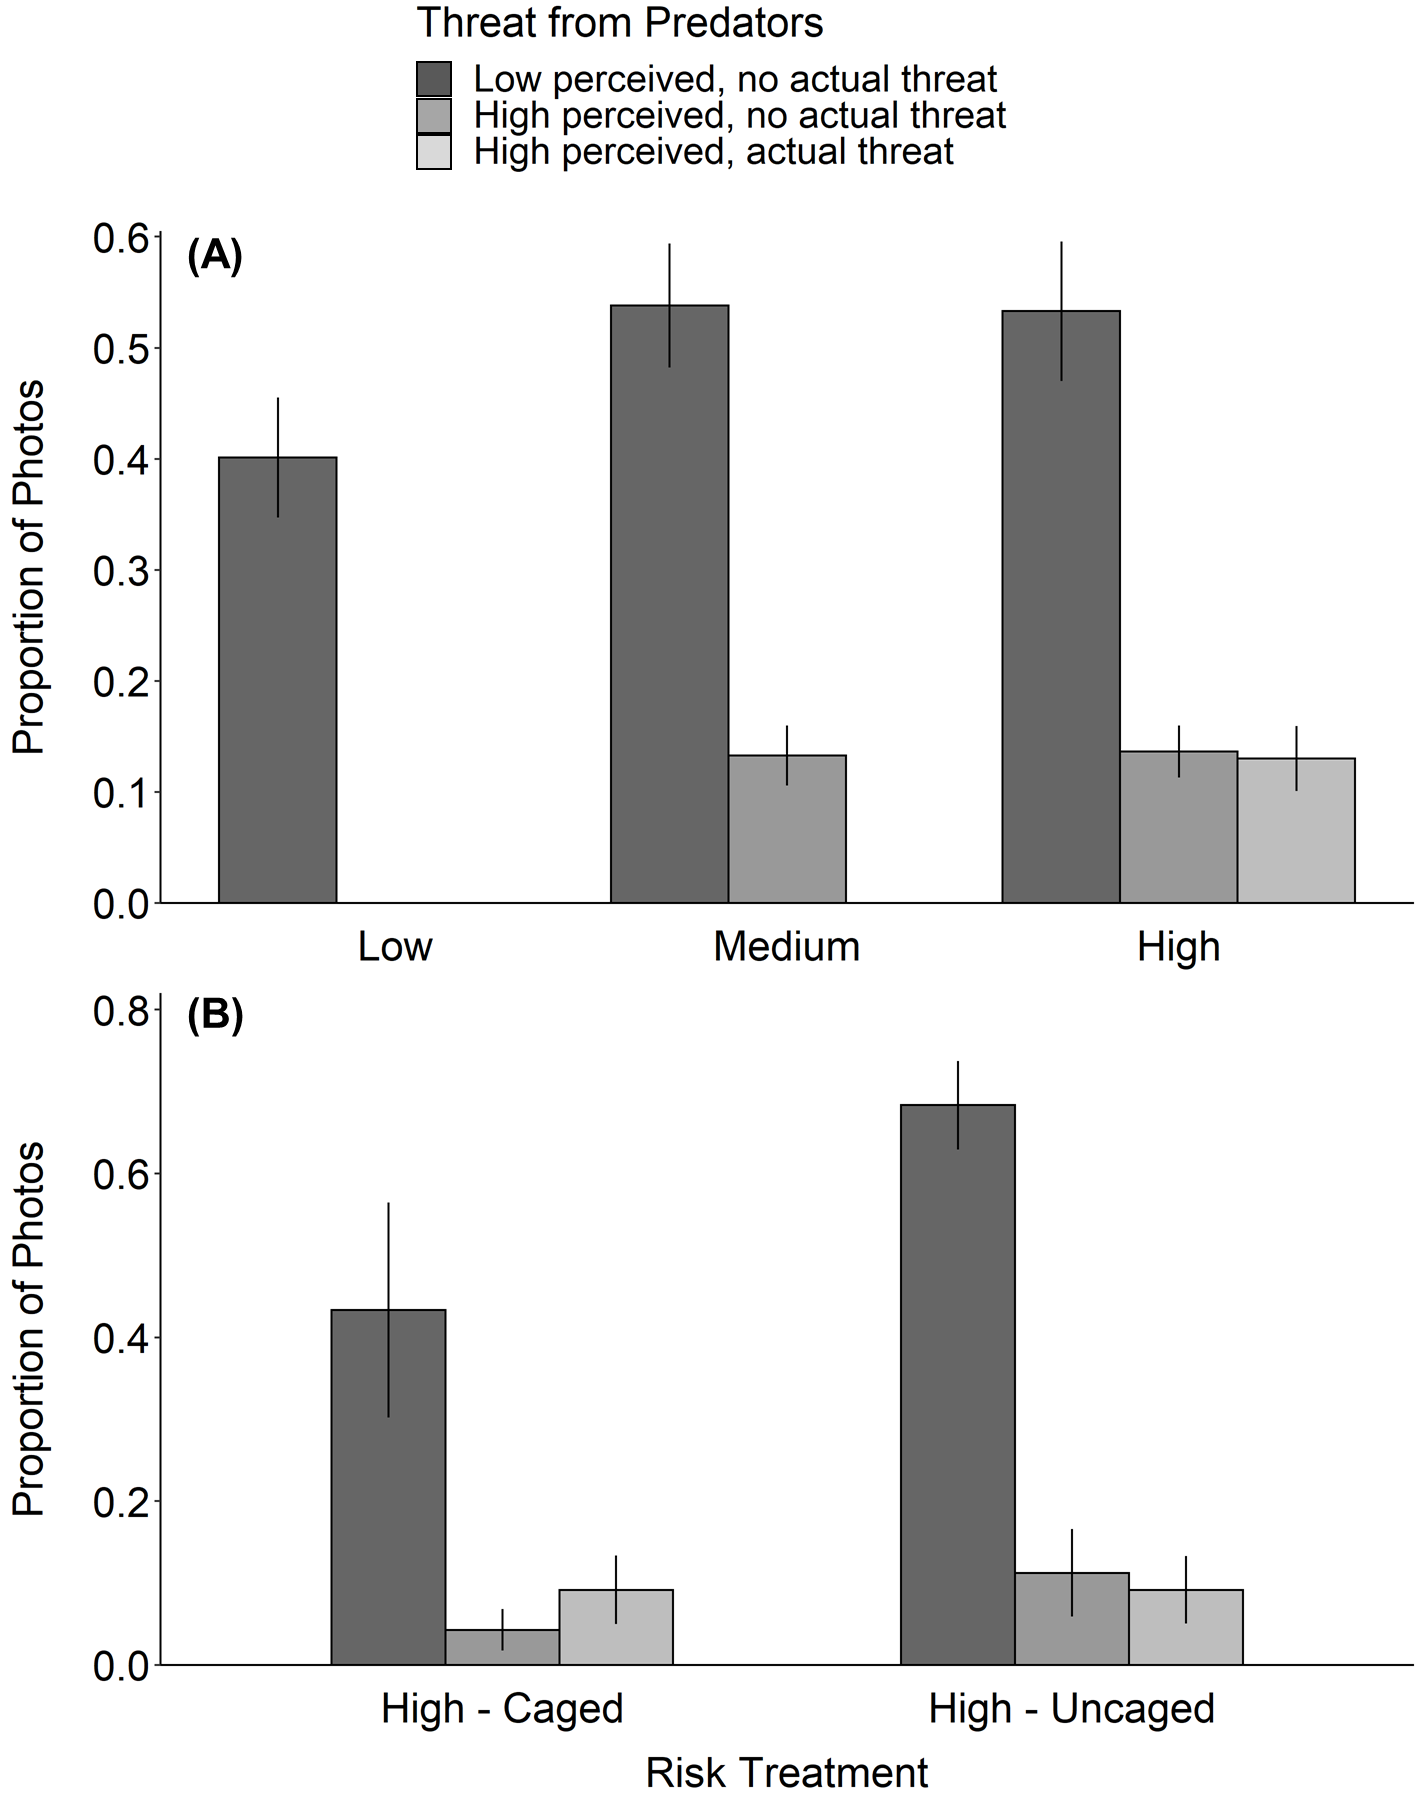 Threat from Predators
Low perceived, no actual threat
High perceived, no actual threat
High perceived, actual threat
(A)
Proportion of Photos
0.6
0.5
0.4
0.3
0.2
0.1
0.0
Low Medium High
(B)
Proportion of Photos
0.8
0.6
0.4
0.2
0.0
High - Caged High - Uncaged
Risk Treatment